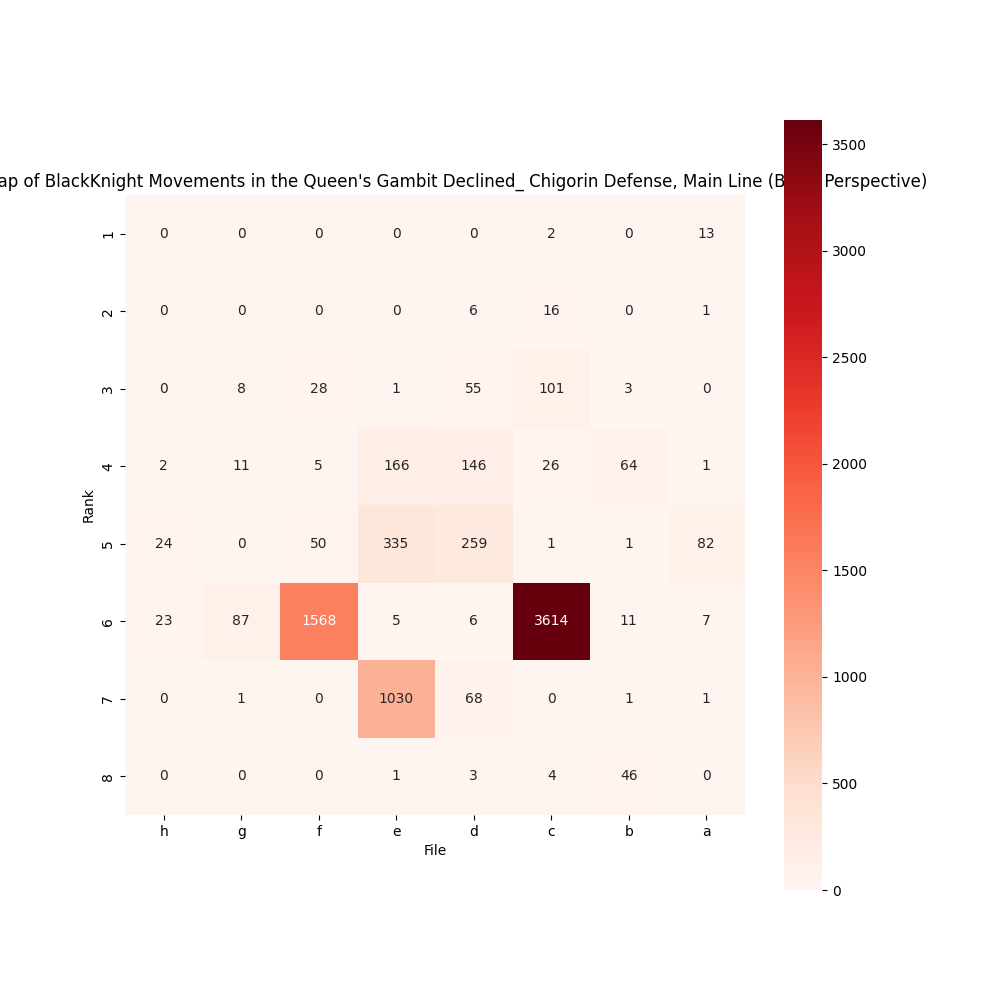 ap of BlackKnight Movements in the Queen's Gambit Declined_ Chigorin Defense, Main Line (B Perspective)
3500
3000
2500
2000
1500
1000
500
0
Rank
1 0 0 0 0 0 2 0 13
2 0 0 0 0 6 16 0 1
3 0 8 28 1 55 101 3 0
4 2 11 5 166 146 26 64 1
5 24 0 50 335 259 1 1 82
6 23 87 1568 5 6 3614 11 7
7 0 1 0 1030 68 0 1 1
8 0 0 0 1 3 4 46 0
h g f e d c b a
File